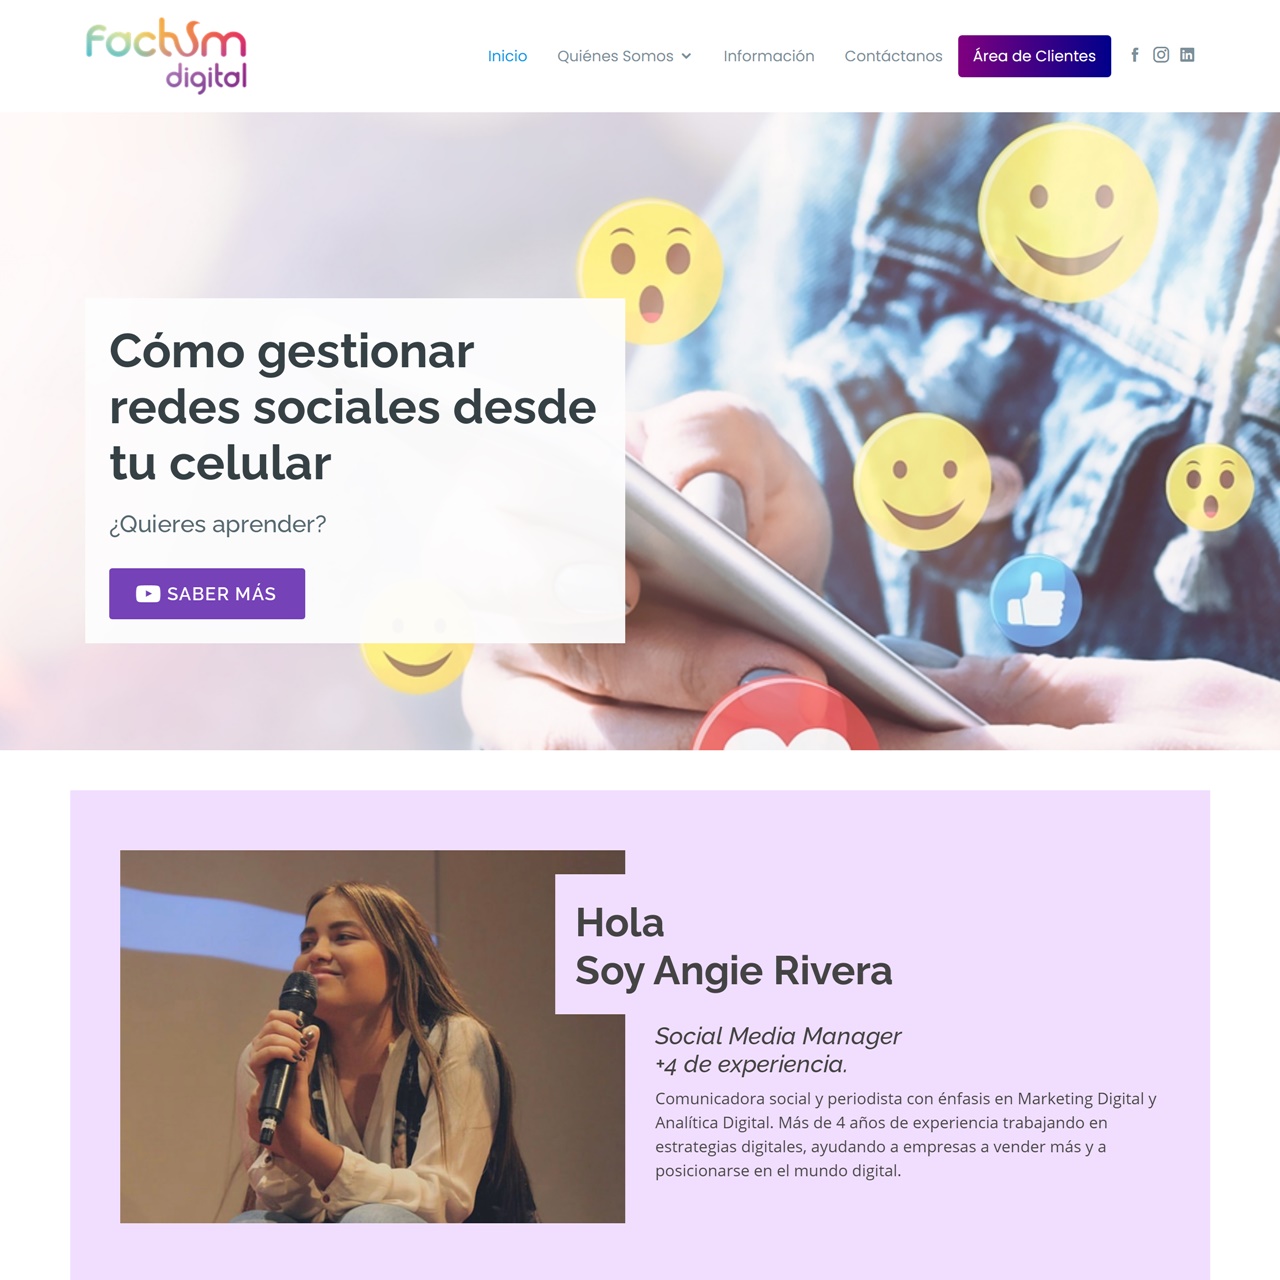 Factum
digital
Inicio
Quiénes Somos
Información
Contáctanos
Área de Clientes
Cómo gestionar
redes sociales desde
tu celular
¿Quieres aprender?
SABER MÁS
Hola
Soy Angie Rivera
Social Media Manager
+4 de experiencia.
Comunicadora social y periodista con énfasis en Marketing Digital y
Analítica Digital. Más de 4 años de experiencia trabajando en
estrategias digitales, ayudando a empresas a vender más y a
posicionarse en el mundo digital.